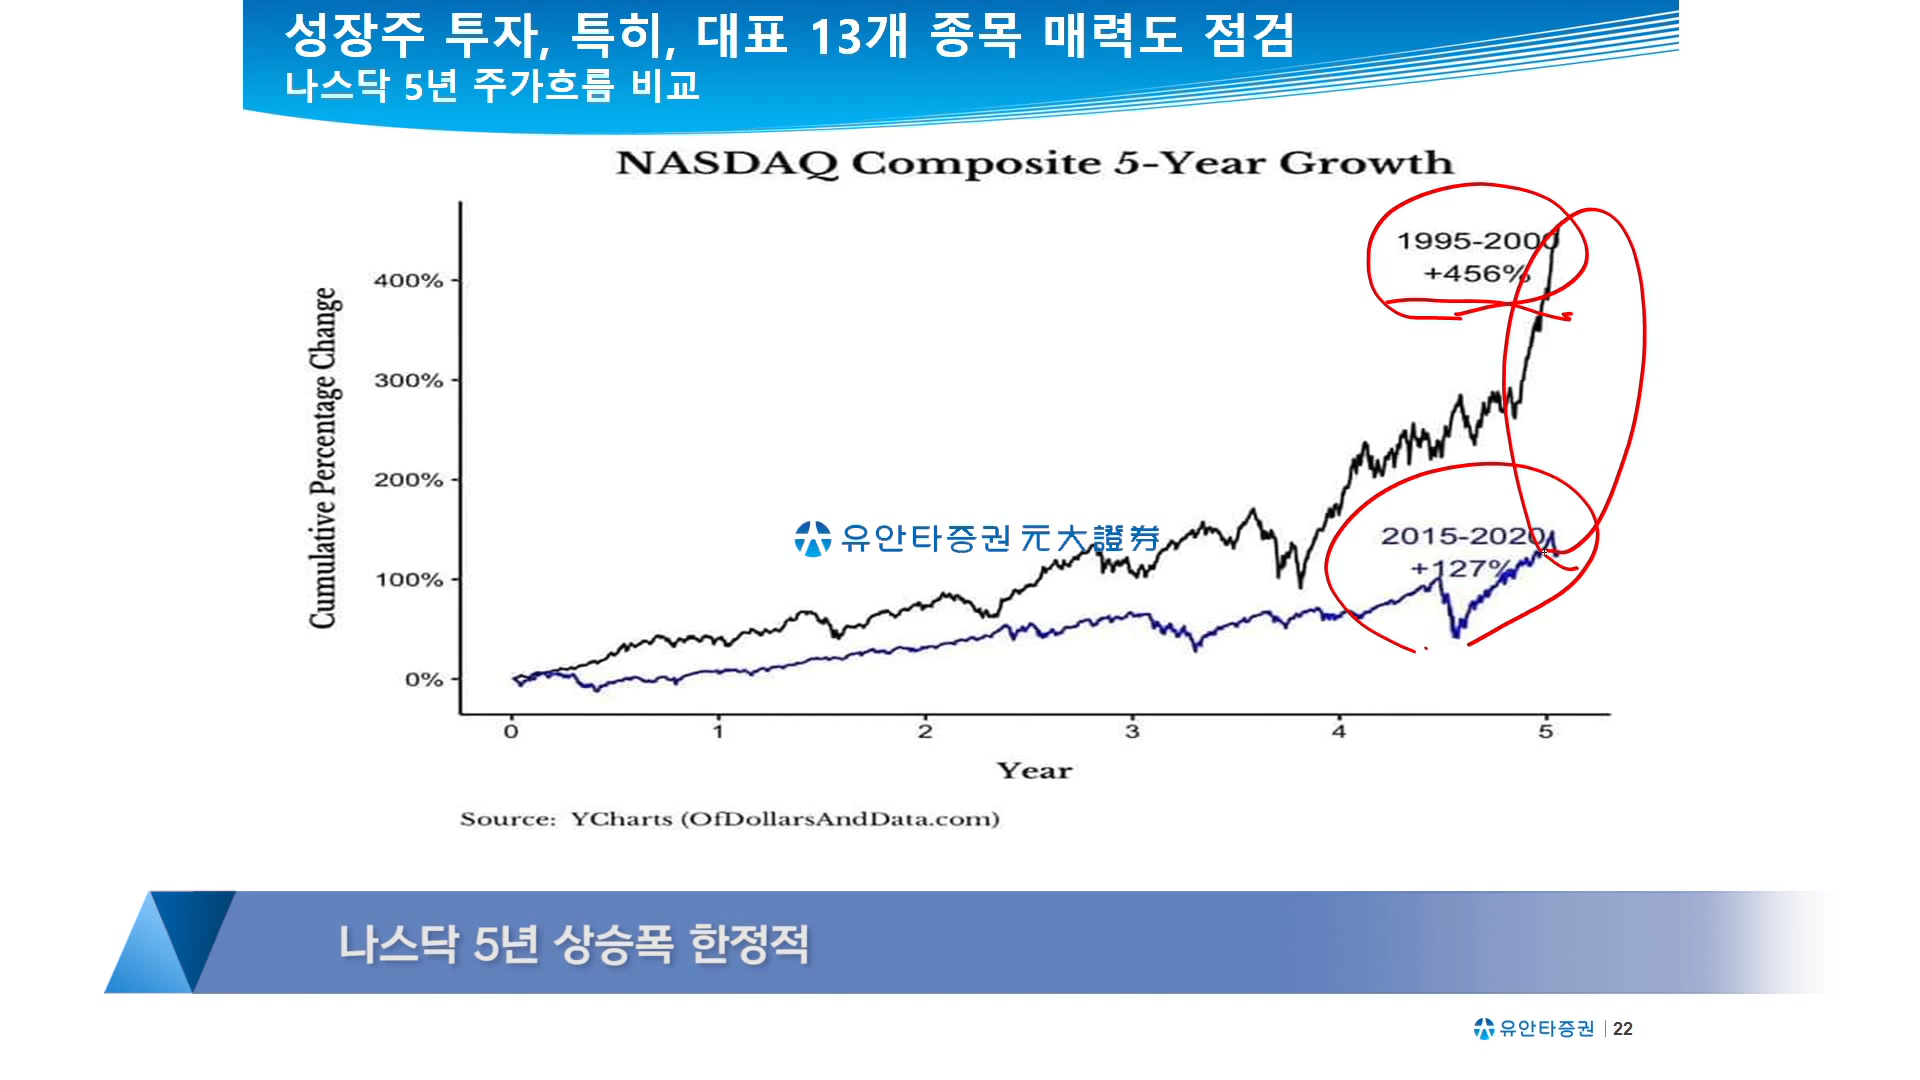 성장주 투자, 특히, 대표 13개 종목 매력도 점검
나스닥 5년 주가흐름 비교
NASDAQ Composite 5-Year Growth
1995-2000
+456%
400%
300%
200%
100%
0%
Cumulative Percentage Change
유안타증권 元大證券
2015-2020
+127%
0 1 2 3 4 5
Year
Source: YCharts (OfDollarsAndData.com)
나스닥 5년 상승폭 한정적
유안타증권 | 22